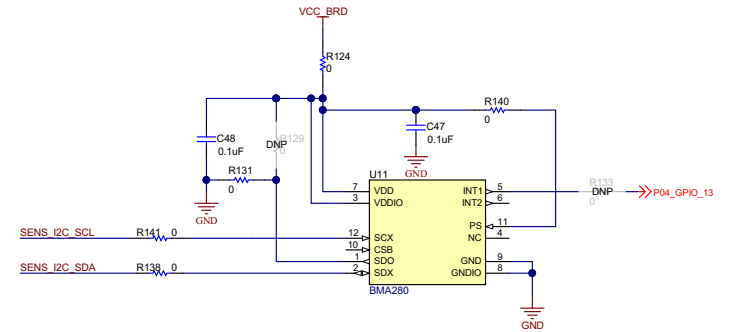 VCC_BRD
R124
0
R140
0
C48
0.1uF
R129
DNP
0
C47
0.1uF
R131
0
GND
GND
U11
7 VDD
3 VDDIO
12 SCX
10 CSB
1 SDO
2 SDX
INT1 5
INT2 6
PS 11
NC 4
GND 9
GNDIO 8
BMA280
R133
DNP
0
P04_GPIO_13
SENS_I2C_SCL
R141 0
SENS_I2C_SDA
R138 0
GND